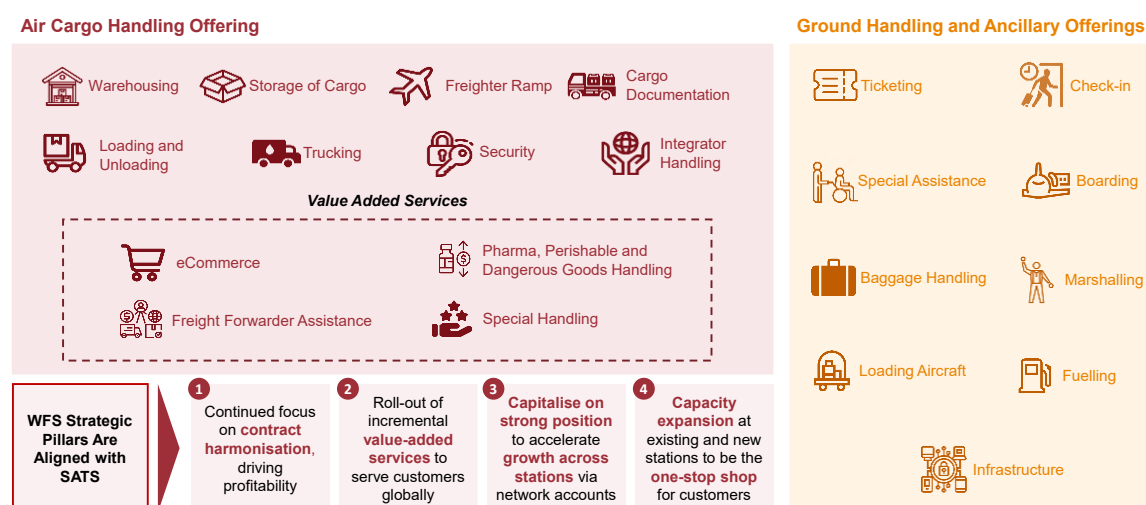 Air Cargo Handling Offering
Warehousing
Storage of Cargo
Freighter Ramp
Cargo
Documentation
Loading and
Unloading
Trucking
Security
Integrator
Handling
Value Added Services
eCommerce
Pharma, Perishable and
Dangerous Goods Handling
Freight Forwarder Assistance
Special Handling
WFS Strategic
Pillars Are
Aligned with
SATS
1
Continued focus
on contract
harmonisation,
driving
profitability
2
Roll-out of
incremental
value-added
services to
serve customers
globally
3
Capitalise on
strong position
to accelerate
growth across
stations via
network accounts
4
Capacity
expansion at
existing and new
stations to be the
one-stop shop
for customers
Ground Handling and Ancillary Offerings
Ticketing
Check-in
Special Assistance
Boarding
Baggage Handling
Marshalling
Loading Aircraft
Fuelling
Infrastructure